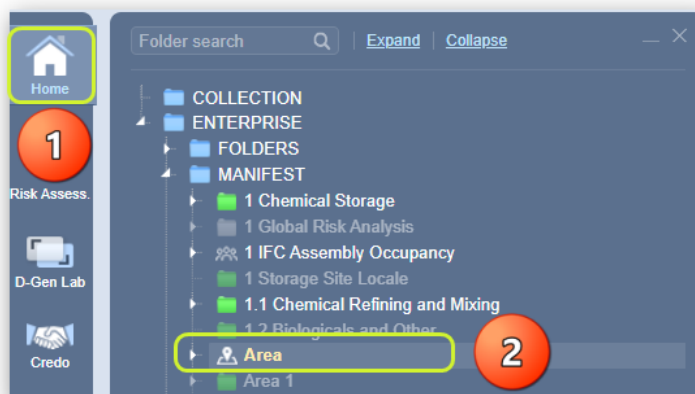 Home
1
Risk Assess.
D-Gen Lab
Credo
Folder search
Expand
Collapse
COLLECTION
ENTERPRISE
FOLDERS
MANIFEST
1 Chemical Storage
1 Global Risk Analysis
1 IFC Assembly Occupancy
1 Storage Site Locale
1.1 Chemical Refining and Mixing
1.2 Biologicals and Other
Area
2
Area 1